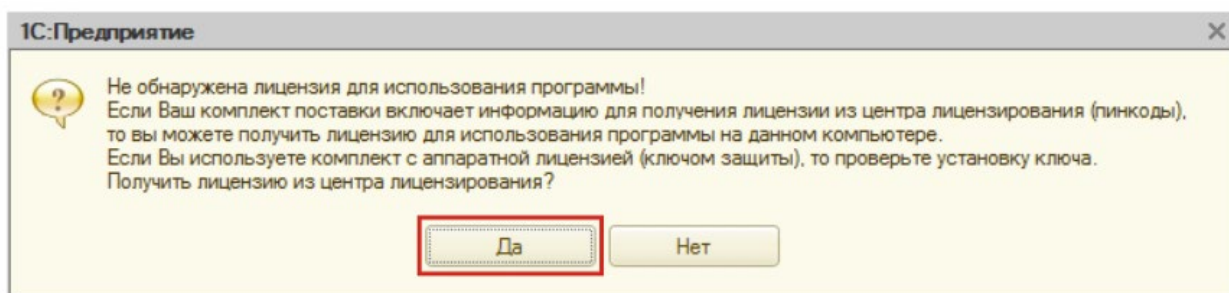 1С:Предприятие
Не обнаружена лицензия для использования программы!
Если Ваш комплект поставки включает информацию для получения лицензии из центра лицензирования (пинкоды),
то вы можете получить лицензию для использования программы на данном компьютере.
Если Вы используете комплект с аппаратной лицензией (ключом защиты), то проверьте установку ключа.
Получить лицензию из центра лицензирования?
Да
Нет